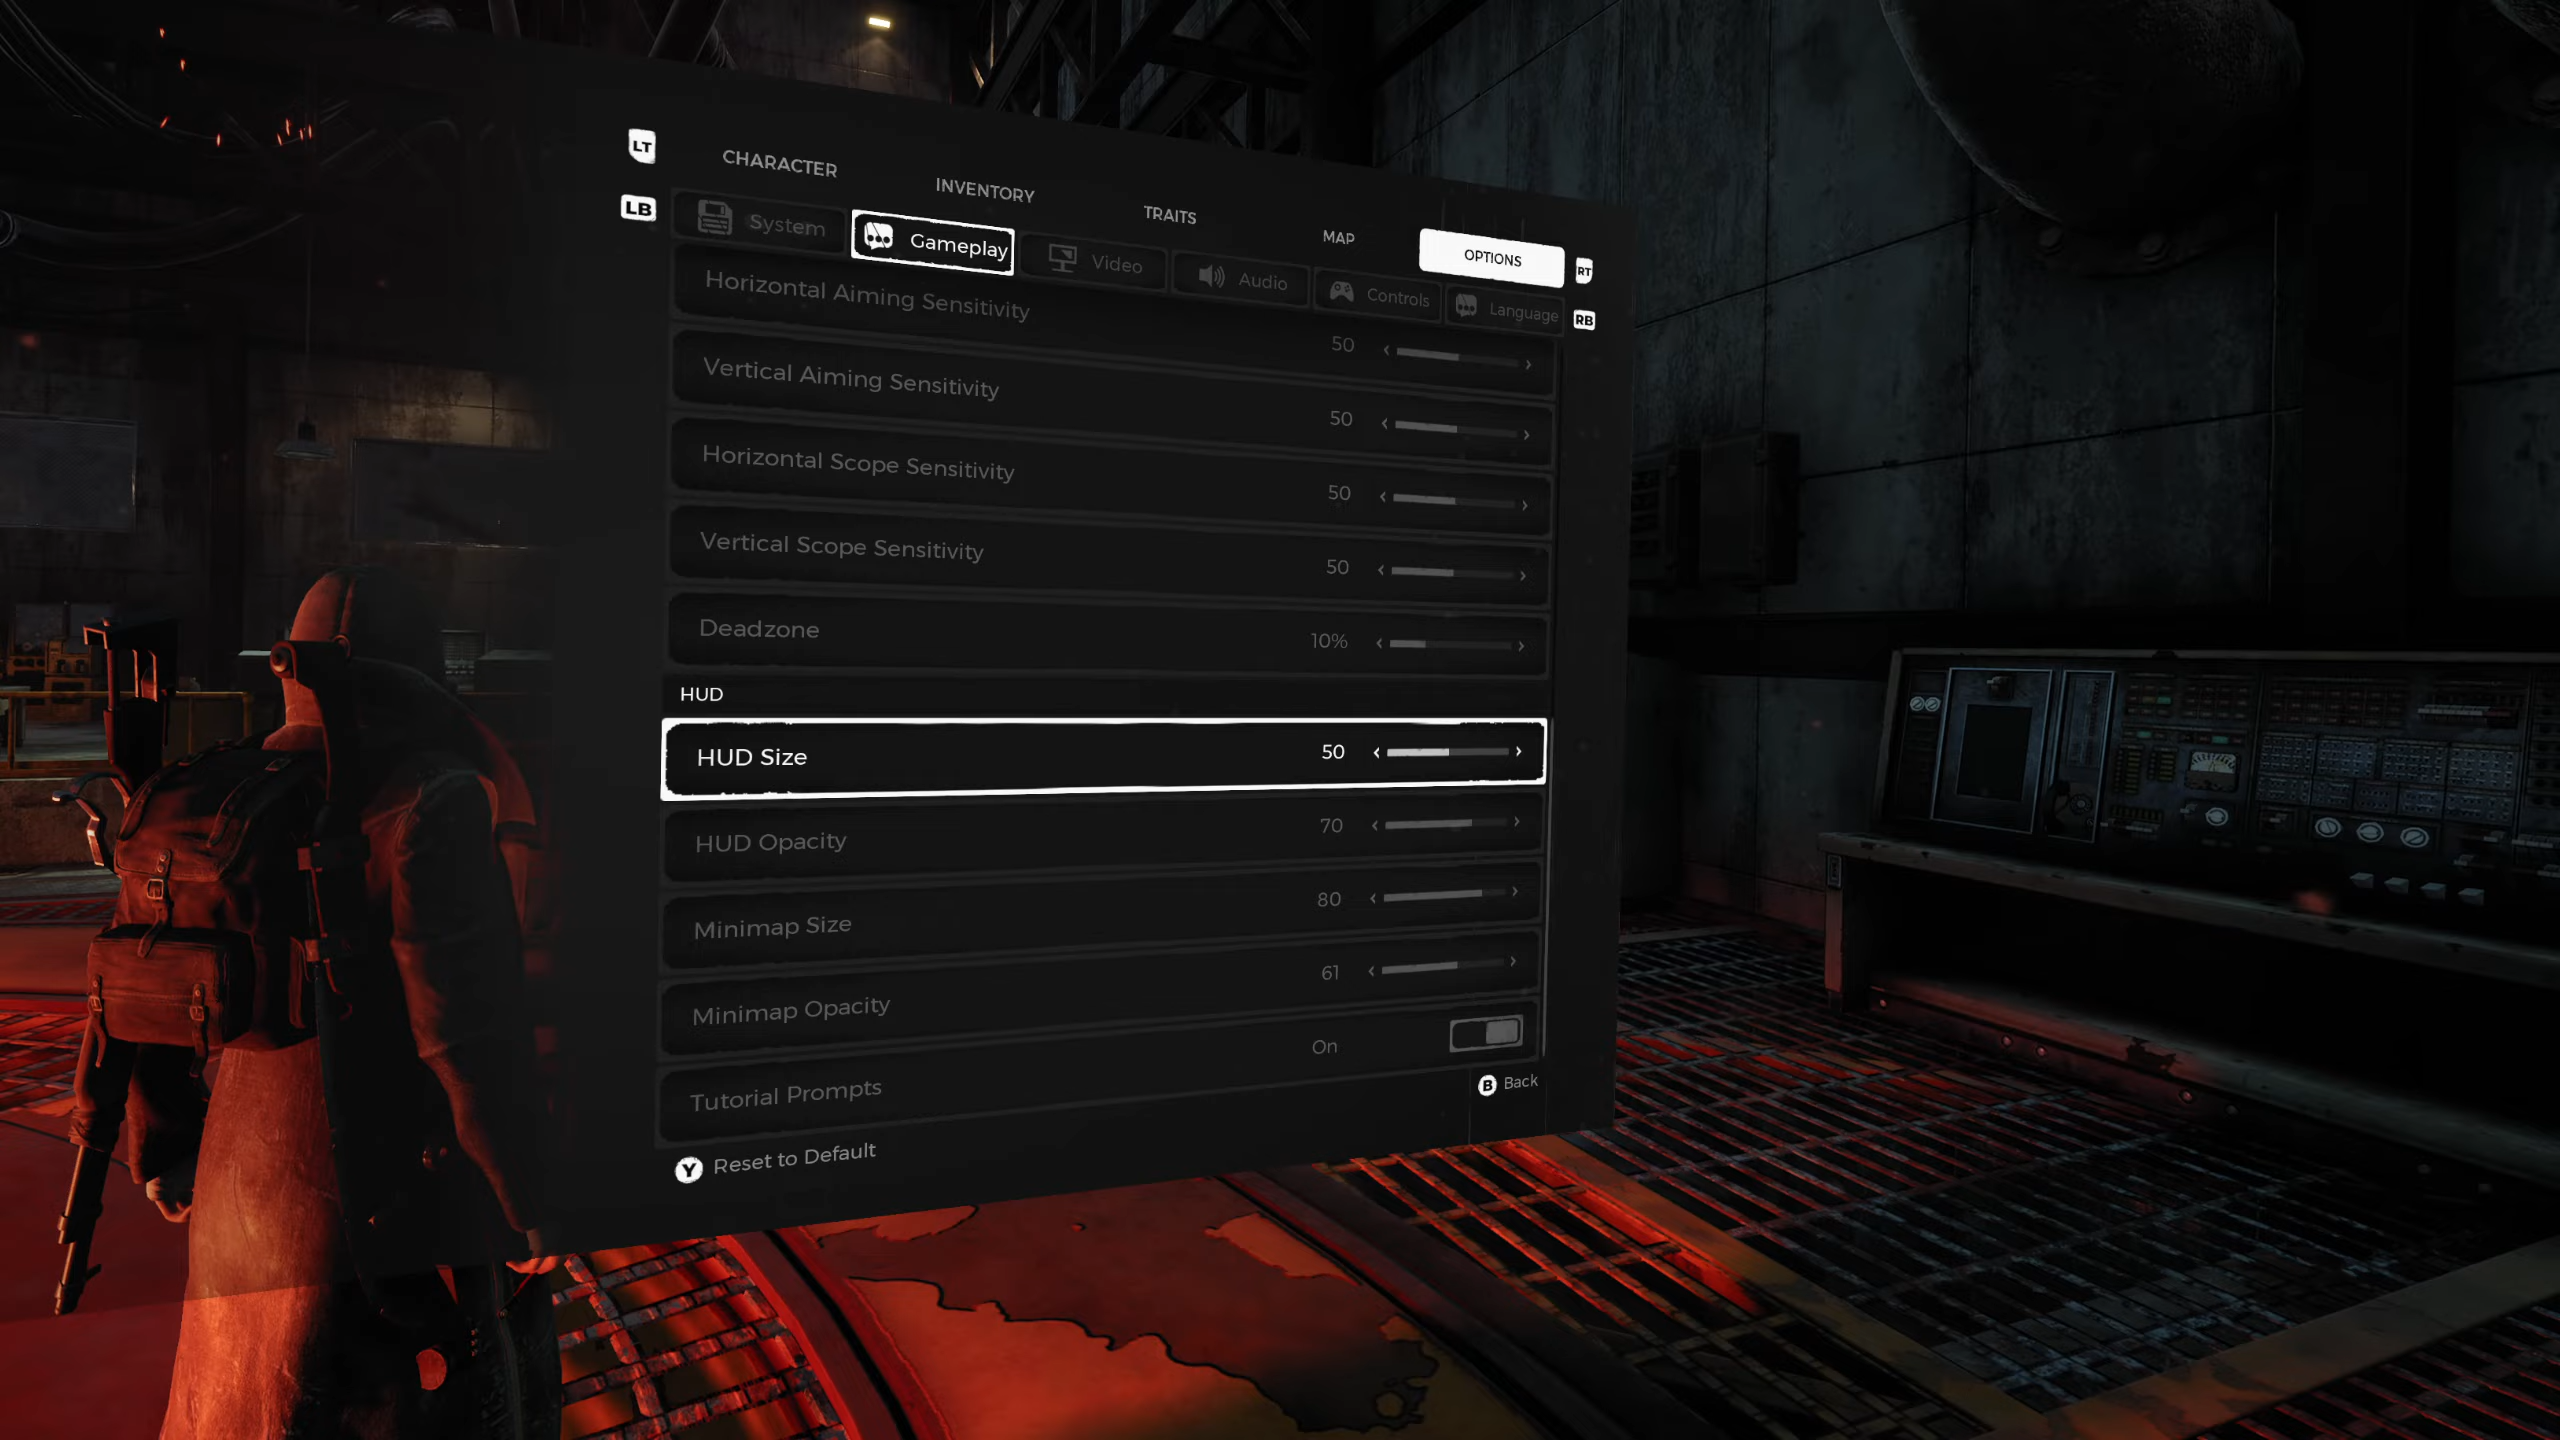 LT
CHARACTER
INVENTORY
TRAITS
MAP
OPTIONS
RT
LB
System
Gameplay
Video
Audio
Controls
Language
RB
Horizontal Aiming Sensitivity 50
Vertical Aiming Sensitivity 50
Horizontal Scope Sensitivity 50
Vertical Scope Sensitivity 50
Deadzone 10%
HUD
HUD Size 50
HUD Opacity 70
Minimap Size 80
Minimap Opacity 61
Tutorial Prompts On
B Back
Y Reset to Default